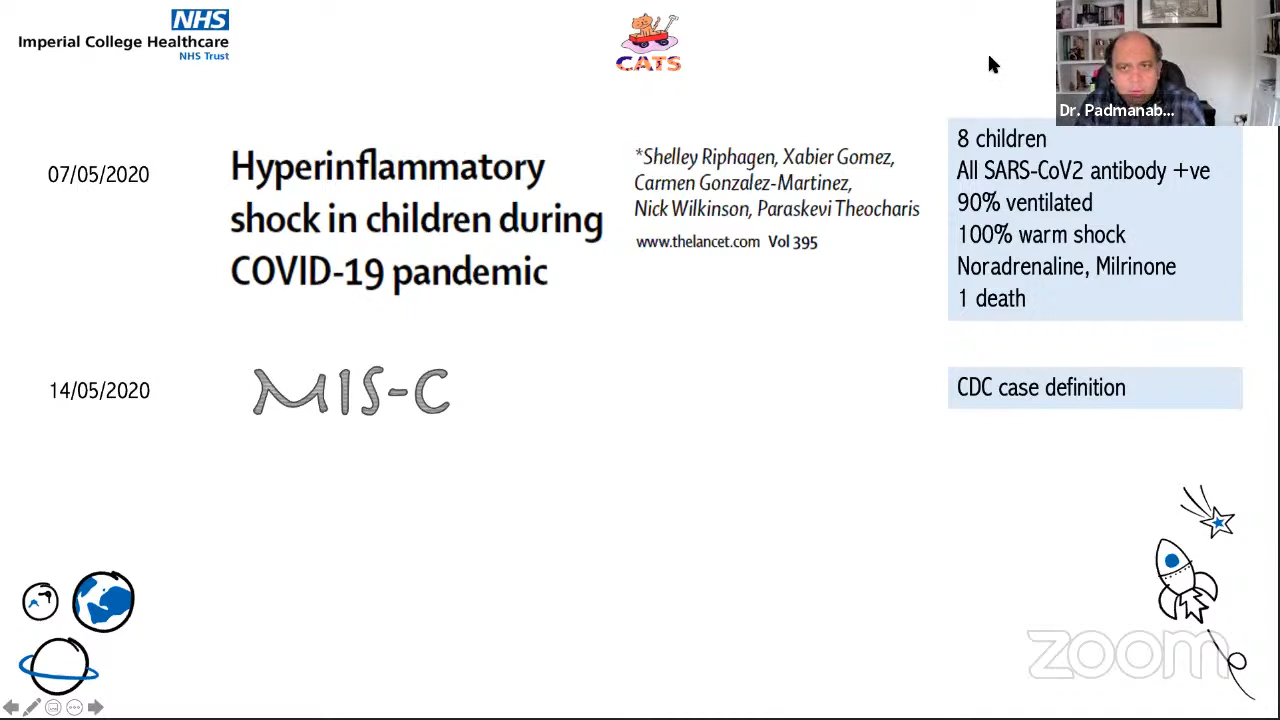 NHS
Imperial College Healthcare
NHS Trust
CATS
Dr. Padmanab...
07/05/2020
Hyperinflammatory
shock in children during
COVID-19 pandemic
*Shelley Riphagen, Xabier Gomez,
Carmen Gonzalez-Martinez,
Nick Wilkinson, Paraskevi Theocharis
www.thelancet.com Vol 395
8 children
All SARS-CoV2 antibody +ve
90% ventilated
100% warm shock
Noradrenaline, Milrinone
1 death
14/05/2020
MIS-C
CDC case definition
zoom